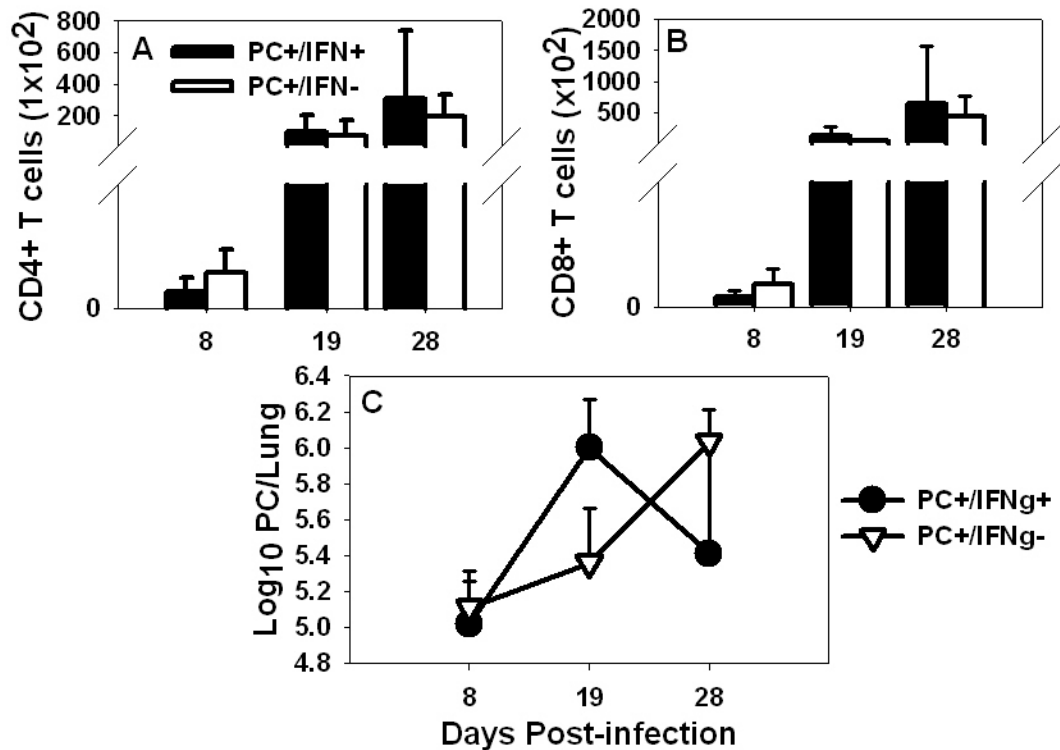 CD4+ T cells (1x10²)
800
600
400
200
0
A
PC+/IFN+
PC+/IFN-
8 19 28
CD8+ T cells (x10²)
2000
1500
1000
500
0
B
8 19 28
Log10 PC/Lung
6.4
6.2
6.0
5.8
5.6
5.4
5.2
5.0
4.8
C
8 19 28
Days Post-infection
PC+/IFNg+
PC+/IFNg-